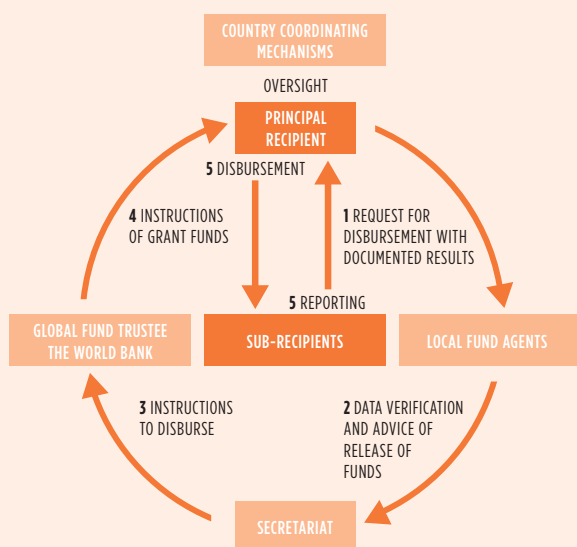 COUNTRY COORDINATING
MECHANISMS
OVERSIGHT
PRINCIPAL
RECIPIENT
5 DISBURSEMENT
4 INSTRUCTIONS
OF GRANT FUNDS
1 REQUEST FOR
DISBURSEMENT WITH
DOCUMENTED RESULTS
5 REPORTING
GLOBAL FUND TRUSTEE
THE WORLD BANK
SUB-RECIPIENTS
LOCAL FUND AGENTS
3 INSTRUCTIONS
TO DISBURSE
2 DATA VERIFICATION
AND ADVICE OF
RELEASE OF
FUNDS
SECRETARIAT